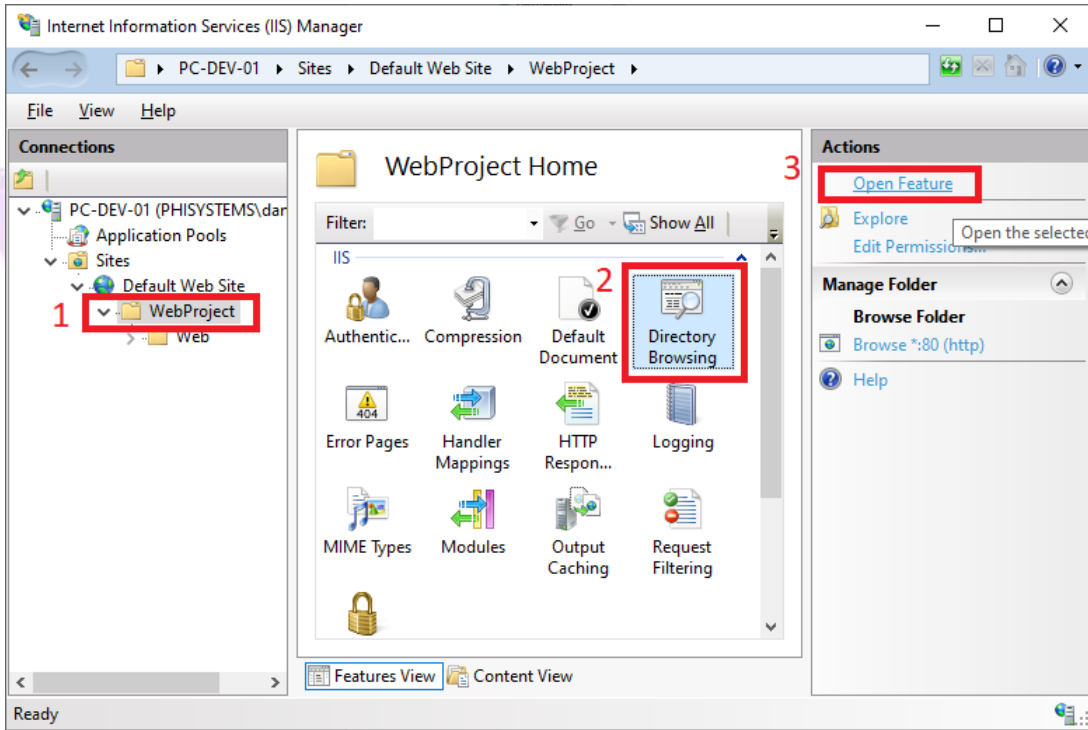 Internet Information Services (IIS) Manager
PC-DEV-01 Sites Default Web Site WebProject
File View Help
Connections
PC-DEV-01 (PHISYSTEMS\dar
Application Pools
Sites
Default Web Site
1
WebProject
Web
WebProject Home
Filter: Go Show All
IIS
2
Authentic... Compression Default Document Directory Browsing
Error Pages Handler Mappings HTTP Respon... Logging
MIME Types Modules Output Caching Request Filtering
Features View Content View
3
Actions
Open Feature
Explore
Edit Permissions...
Open the selected
Manage Folder
Browse Folder
Browse *:80 (http)
Help
Ready